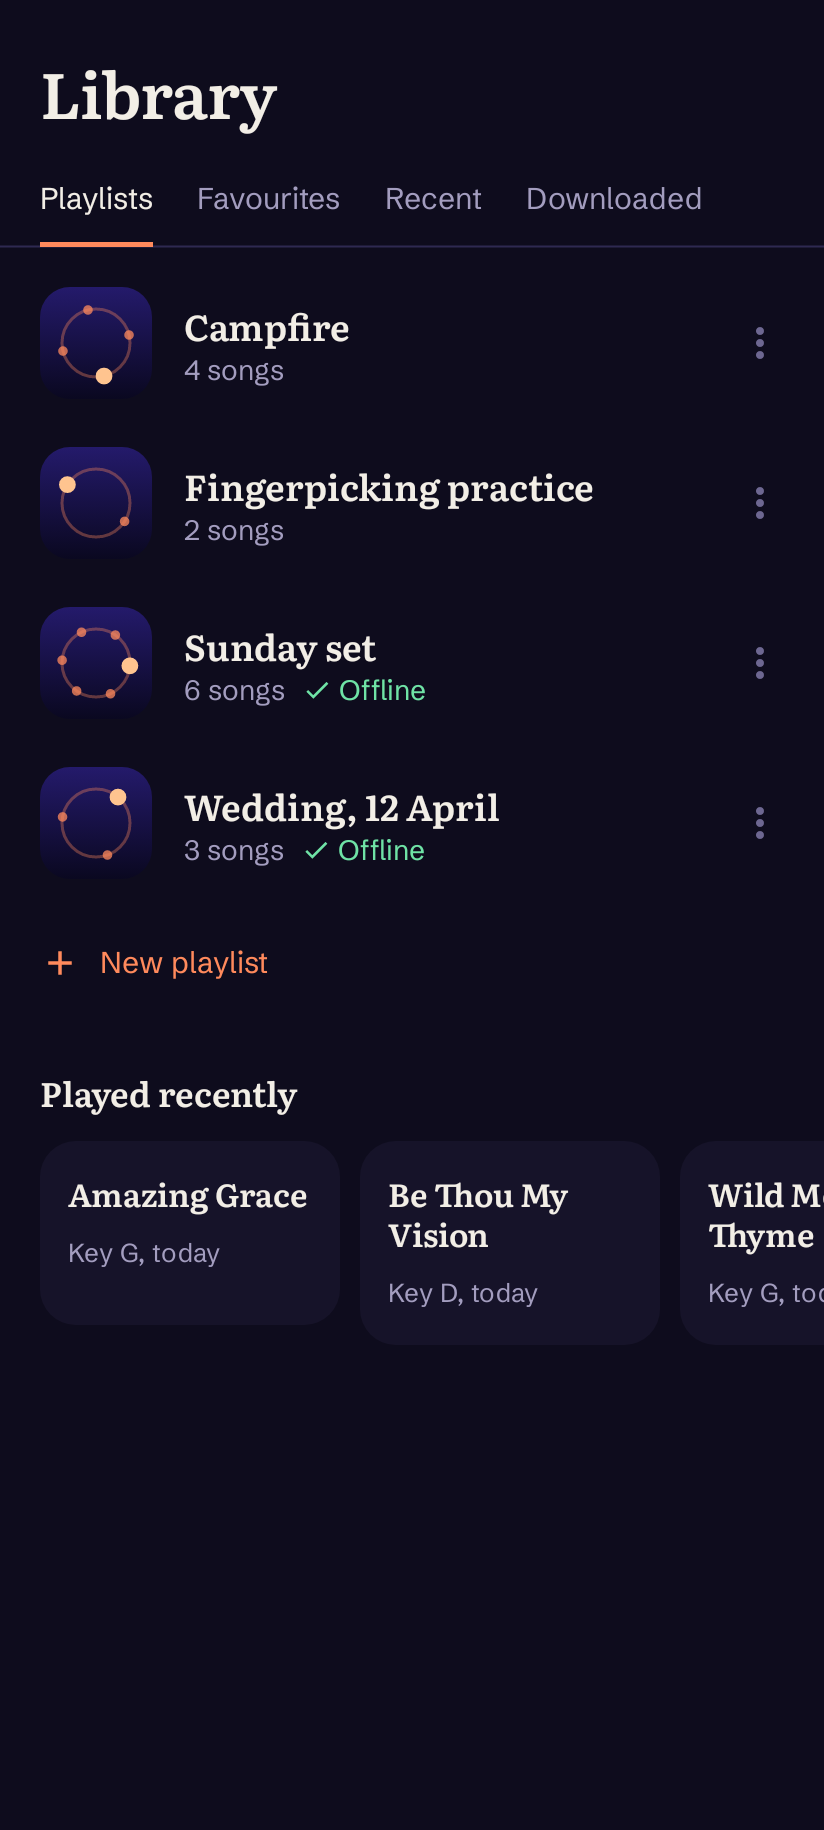 Library
Playlists Favourites Recent Downloaded
Campfire
4 songs
Fingerpicking practice
2 songs
Sunday set
6 songs Offline
Wedding, 12 April
3 songs Offline
New playlist
Played recently
Amazing Grace
Key G, today
Be Thou My
Vision
Key D, today
Wild
Thyme
Key G,